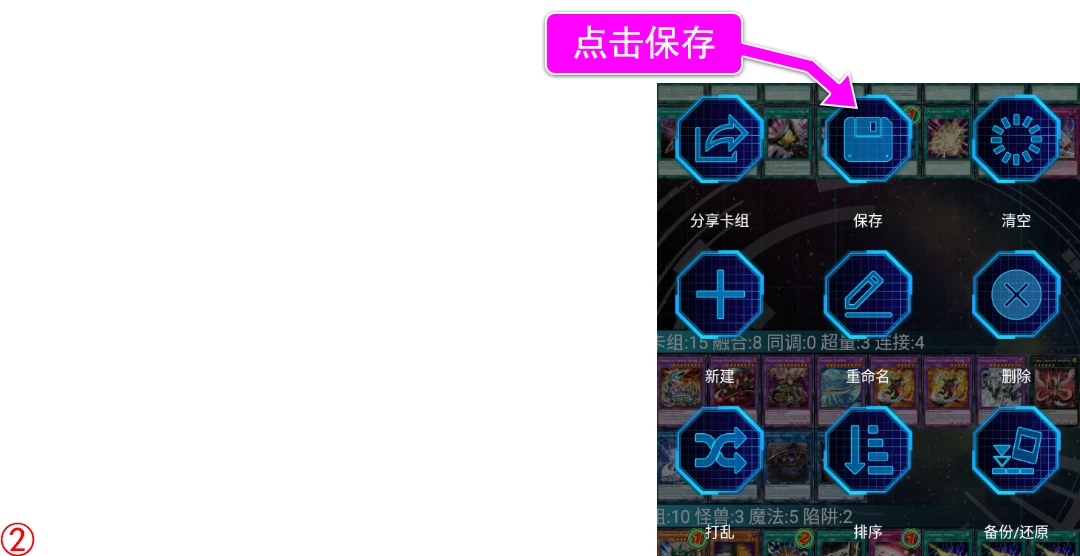 点击保存
分享卡组 保存 清空
卡组:15 融合:8 同调:0 超量:3 连接:4
新建 重命名 删除
组:10 怪兽:3 魔法:5 陷阱:2
打乱 排序 备份/还原
②